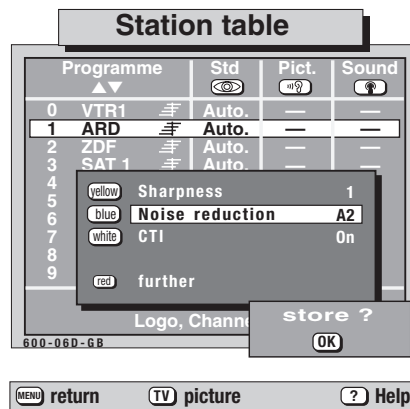 Station table
Programme Std Pict. Sound
0 VTR1 Auto. — —
1 ARD Auto. — —
2 ZDF Auto. — —
3 SAT 1 Auto. — —
4
5
6
7
8
9
yellow Sharpness 1
blue Noise reduction A2
white CTI On
red further
Logo,
store ?
OK
600-06D-GB
MENU return TV picture ? Help